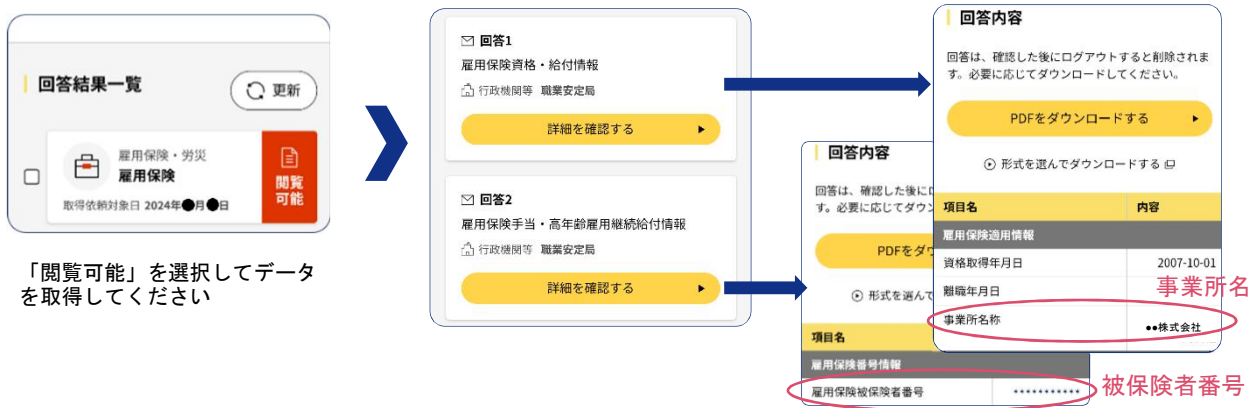 回答結果一覧
更新
雇用保険・労災
雇用保険
取得依頼対象日 2024年●月●日
閲覧
可能
「閲覧可能」を選択してデータ
を取得してください
回答1
雇用保険資格・給付情報
行政機関等 職業安定局
詳細を確認する
回答2
雇用保険手当・高年齢雇用継続給付情報
行政機関等 職業安定局
詳細を確認する
回答内容
回答は、確認した後に
す。必要に応じてダウン
PDFをダ
形式を選んで
項目名
雇用保険番号情報
雇用保険被保険者番号 •••••••••••
被保険者番号
回答内容
回答は、確認した後にログアウトすると削除されま
す。必要に応じてダウンロードしてください。
PDFをダウンロードする
形式を選んでダウンロードする
項目名 内容
雇用保険適用情報
資格取得年月日 2007-10-01
離職年月日
事業所名
事業所名称 ●●株式会社